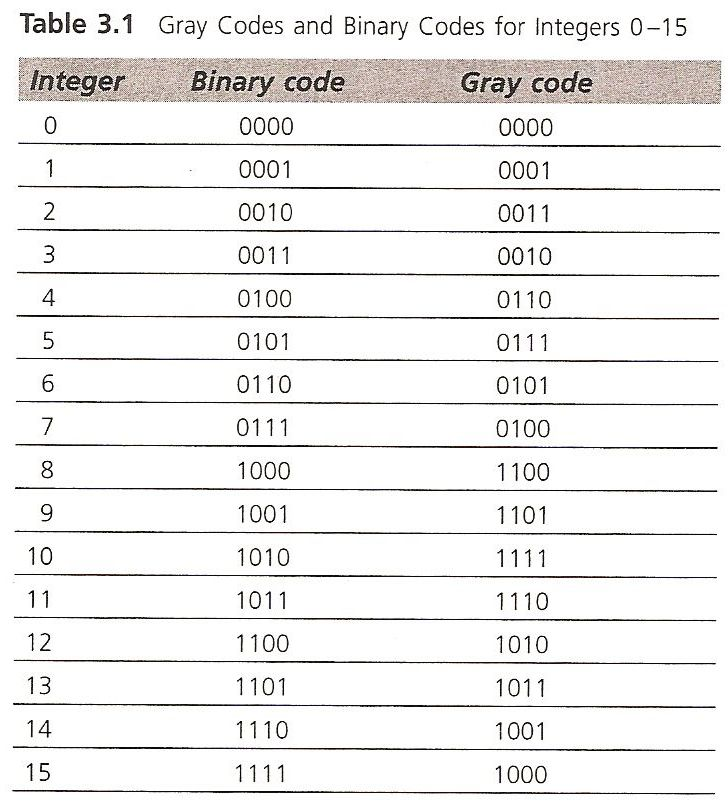 Table 3.1 Gray Codes and Binary Codes for Integers 0–15
Integer Binary code Gray code
0 0000 0000
1 0001 0001
2 0010 0011
3 0011 0010
4 0100 0110
5 0101 0111
6 0110 0101
7 0111 0100
8 1000 1100
9 1001 1101
10 1010 1111
11 1011 1110
12 1100 1010
13 1101 1011
14 1110 1001
15 1111 1000